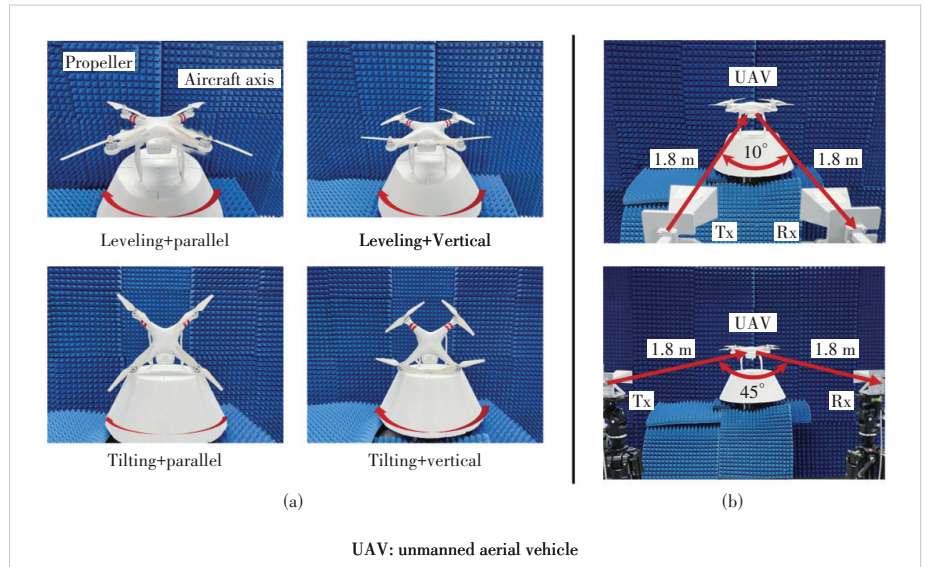 Propeller
Aircraft axis
Leveling+parallel
Leveling+Vertical
Tilting+parallel
Tilting+vertical
(a)
UAV
10°
1.8 m
1.8 m
Tx
Rx
UAV
1.8 m
1.8 m
45°
Tx
Rx
(b)
UAV: unmanned aerial vehicle